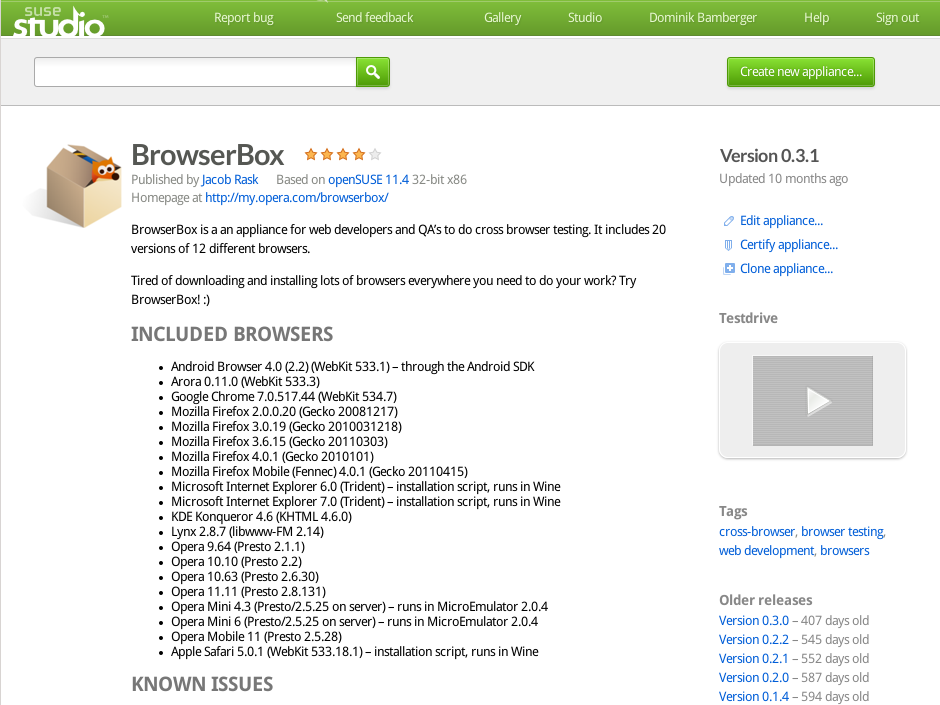 suse
studio
Report bug Send feedback Gallery Studio Dominik Bamberger Help Sign out
Create new appliance...
BrowserBox
Published by Jacob Rask Based on openSUSE 11.4 32-bit x86
Homepage at http://my.opera.com/browserbox/
BrowserBox is a an appliance for web developers and QA's to do cross browser testing. It includes 20
versions of 12 different browsers.
Tired of downloading and installing lots of browsers everywhere you need to do your work? Try
BrowserBox! :)
INCLUDED BROWSERS
• Android Browser 4.0 (2.2) (WebKit 533.1) – through the Android SDK
• Arora 0.11.0 (WebKit 533.3)
• Google Chrome 7.0.517.44 (WebKit 534.7)
• Mozilla Firefox 2.0.0.20 (Gecko 20081217)
• Mozilla Firefox 3.0.19 (Gecko 2010031218)
• Mozilla Firefox 3.6.15 (Gecko 20110303)
• Mozilla Firefox 4.0.1 (Gecko 2010101)
• Mozilla Firefox Mobile (Fennec) 4.0.1 (Gecko 20110415)
• Microsoft Internet Explorer 6.0 (Trident) – installation script, runs in Wine
• Microsoft Internet Explorer 7.0 (Trident) – installation script, runs in Wine
• KDE Konqueror 4.6 (KHTML 4.6.0)
• Lynx 2.8.7 (libwww-FM 2.14)
• Opera 9.64 (Presto 2.1.1)
• Opera 10.10 (Presto 2.2)
• Opera 10.63 (Presto 2.6.30)
• Opera 11.11 (Presto 2.8.131)
• Opera Mini 4.3 (Presto/2.5.25 on server) – runs in MicroEmulator 2.0.4
• Opera Mini 6 (Presto/2.5.25 on server) – runs in MicroEmulator 2.0.4
• Opera Mobile 11 (Presto 2.5.28)
• Apple Safari 5.0.1 (WebKit 533.18.1) – installation script, runs in Wine
KNOWN ISSUES
Version 0.3.1
Updated 10 months ago
Edit appliance...
Certify appliance...
Clone appliance...
Testdrive
Tags
cross-browser, browser testing,
web development, browsers
Older releases
Version 0.3.0 – 407 days old
Version 0.2.2 – 545 days old
Version 0.2.1 – 552 days old
Version 0.2.0 – 587 days old
Version 0.1.4 – 594 days old